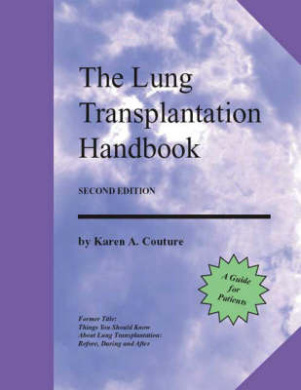 The Lung
Transplantation
Handbook
SECOND EDITION
by Karen A. Couture
A Guide
for
Patients
Former Title:
Things You Should Know
About Lung Transplantation:
Before, During and After